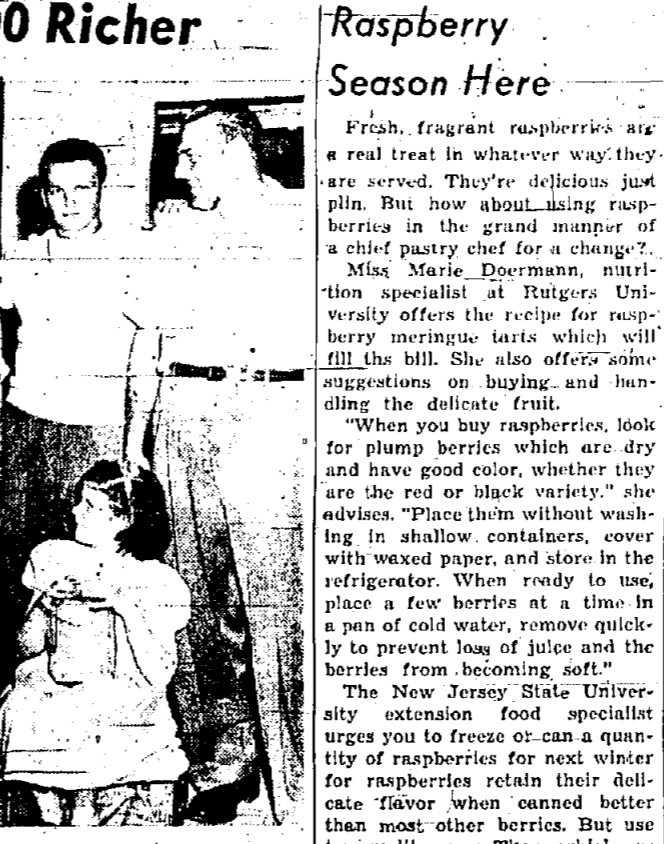 00 Richer
Raspberry
Season Here
Fresh, fragrant raspberries are
a real treat in whatever way they
are served. They're delicious just
plin. But how about using rasp-
berries in the grand manner of
a chief pastry chef for a change?
Miss Marie Doermann, nutri-
tion specialist at Rutgers Uni-
versity offers the recipe for rasp-
berry meringue tarts which will
fill ths bill. She also offers some
suggestions on buying and han-
dling the delicate fruit.
"When you buy raspberries, look
for plump berries which are dry
and have good color, whether they
are the red or black variety." she
advises. "Place them without wash-
ing in shallow containers, cover
with waxed paper, and store in the
refrigerator. When ready to use,
place a few berries at a time in
a pan of cold water, remove quick-
ly to prevent loss of juice and the
berries from becoming soft."
The New Jersey State Univer-
sity extension food specialist
urges you to freeze or can a quan-
tity of raspberries for next winter
for raspberries retain their deli-
cate flavor when canned better
than most other berries. But use